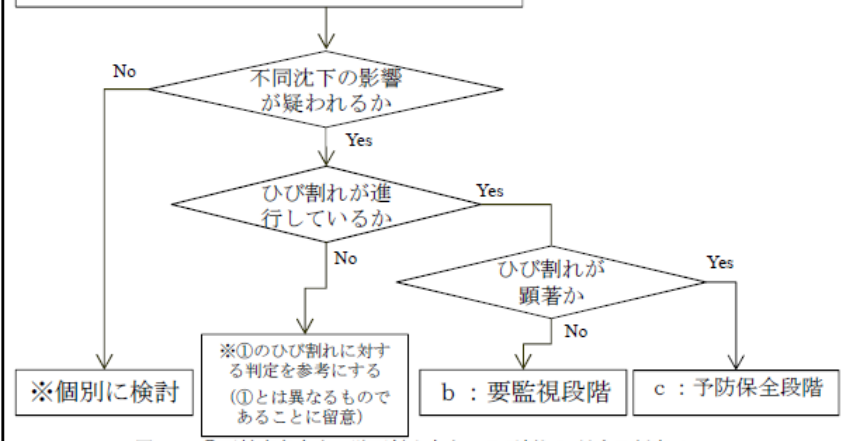 No
不同沈下の影響
が疑われるか
Yes
ひび割れが進
行しているか
Yes
No
ひび割れが
顕著か
Yes
No
※①のひび割れに対す
る判定を参考にする
(①とは異なるもので
あることに留意)
※個別に検討
b：要監視段階
c：予防保全段階